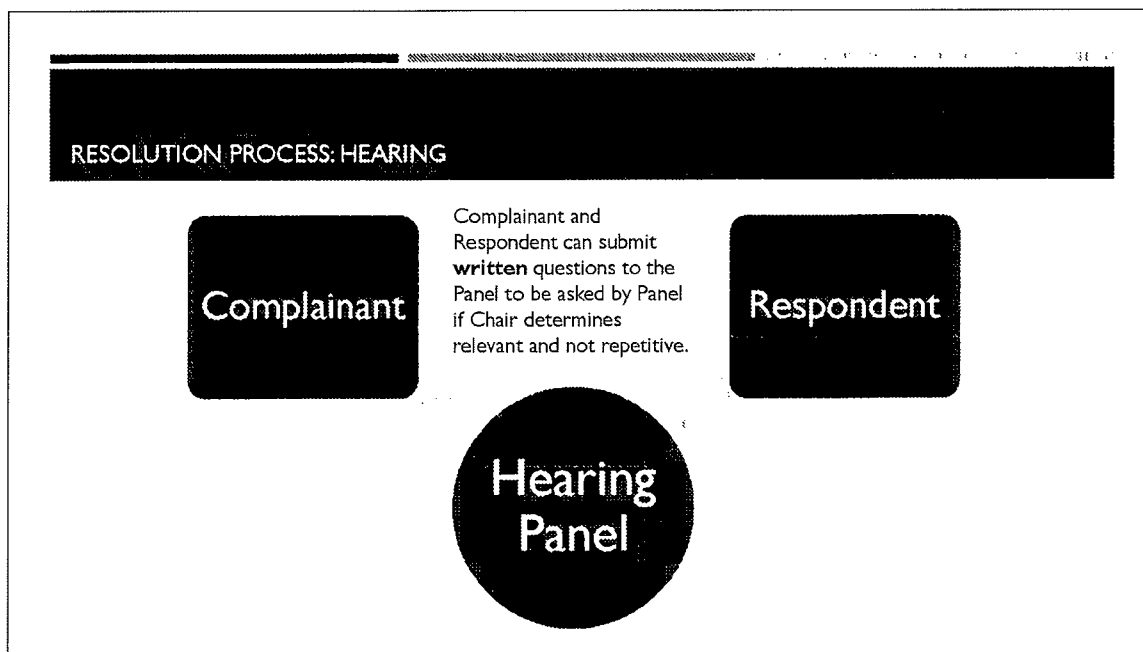 RESOLUTION PROCESS: HEARING
Complainant
Complainant and
Respondent can submit
written questions to the
Panel to be asked by Panel
if Chair determines
relevant and not repetitive.
Respondent
Hearing
Panel